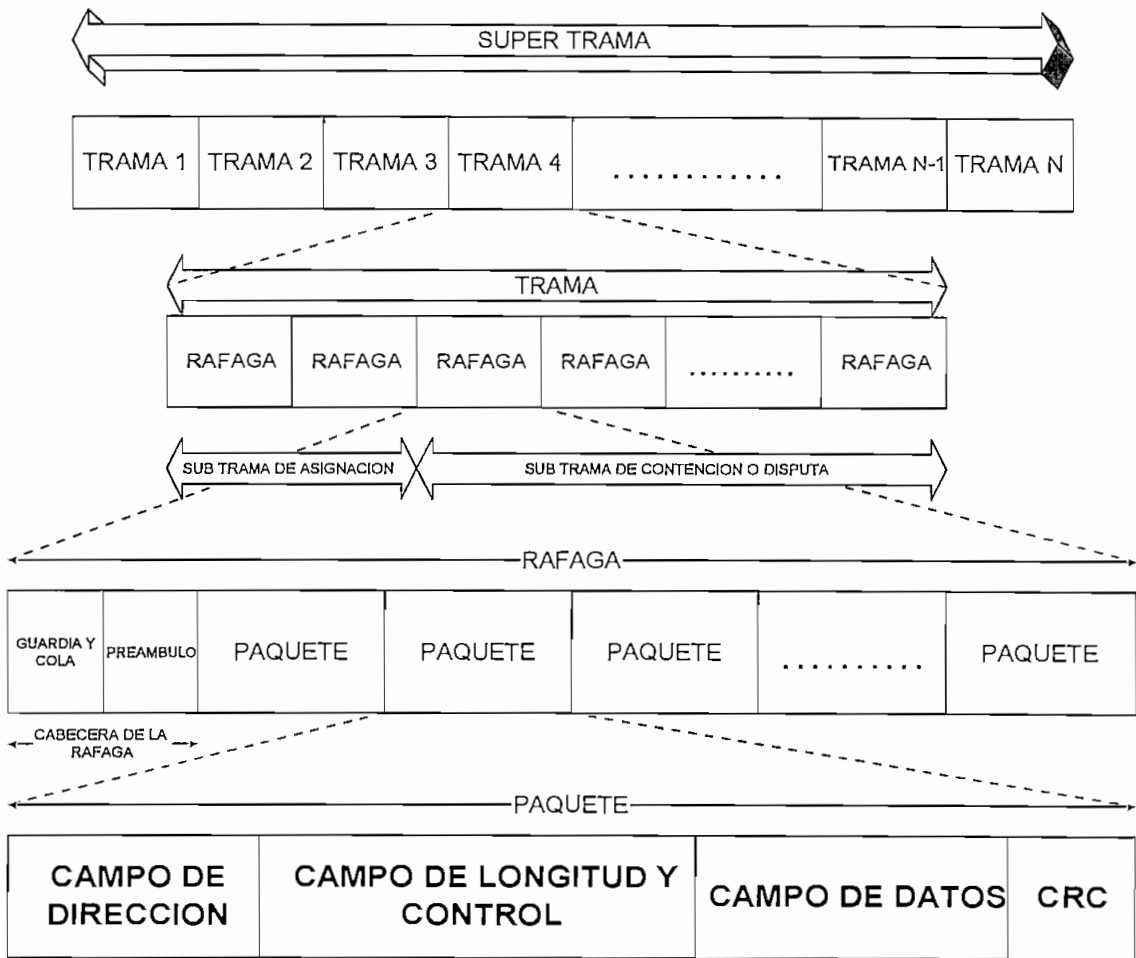 SUPER TRAMA
TRAMA 1 TRAMA 2 TRAMA 3 TRAMA 4 ............. TRAMA N-1 TRAMA N
TRAMA
RAFAGA RAFAGA RAFAGA RAFAGA .......... RAFAGA
SUB TRAMA DE ASIGNACION SUB TRAMA DE CONTENCION O DISPUTA
RAFAGA
GUARDIA Y
COLA
PREAMBULO PAQUETE PAQUETE PAQUETE .......... PAQUETE
CABECERA DE LA
RAFAGA
PAQUETE
CAMPO DE
DIRECCION
CAMPO DE LONGITUD Y
CONTROL
CAMPO DE DATOS
CRC